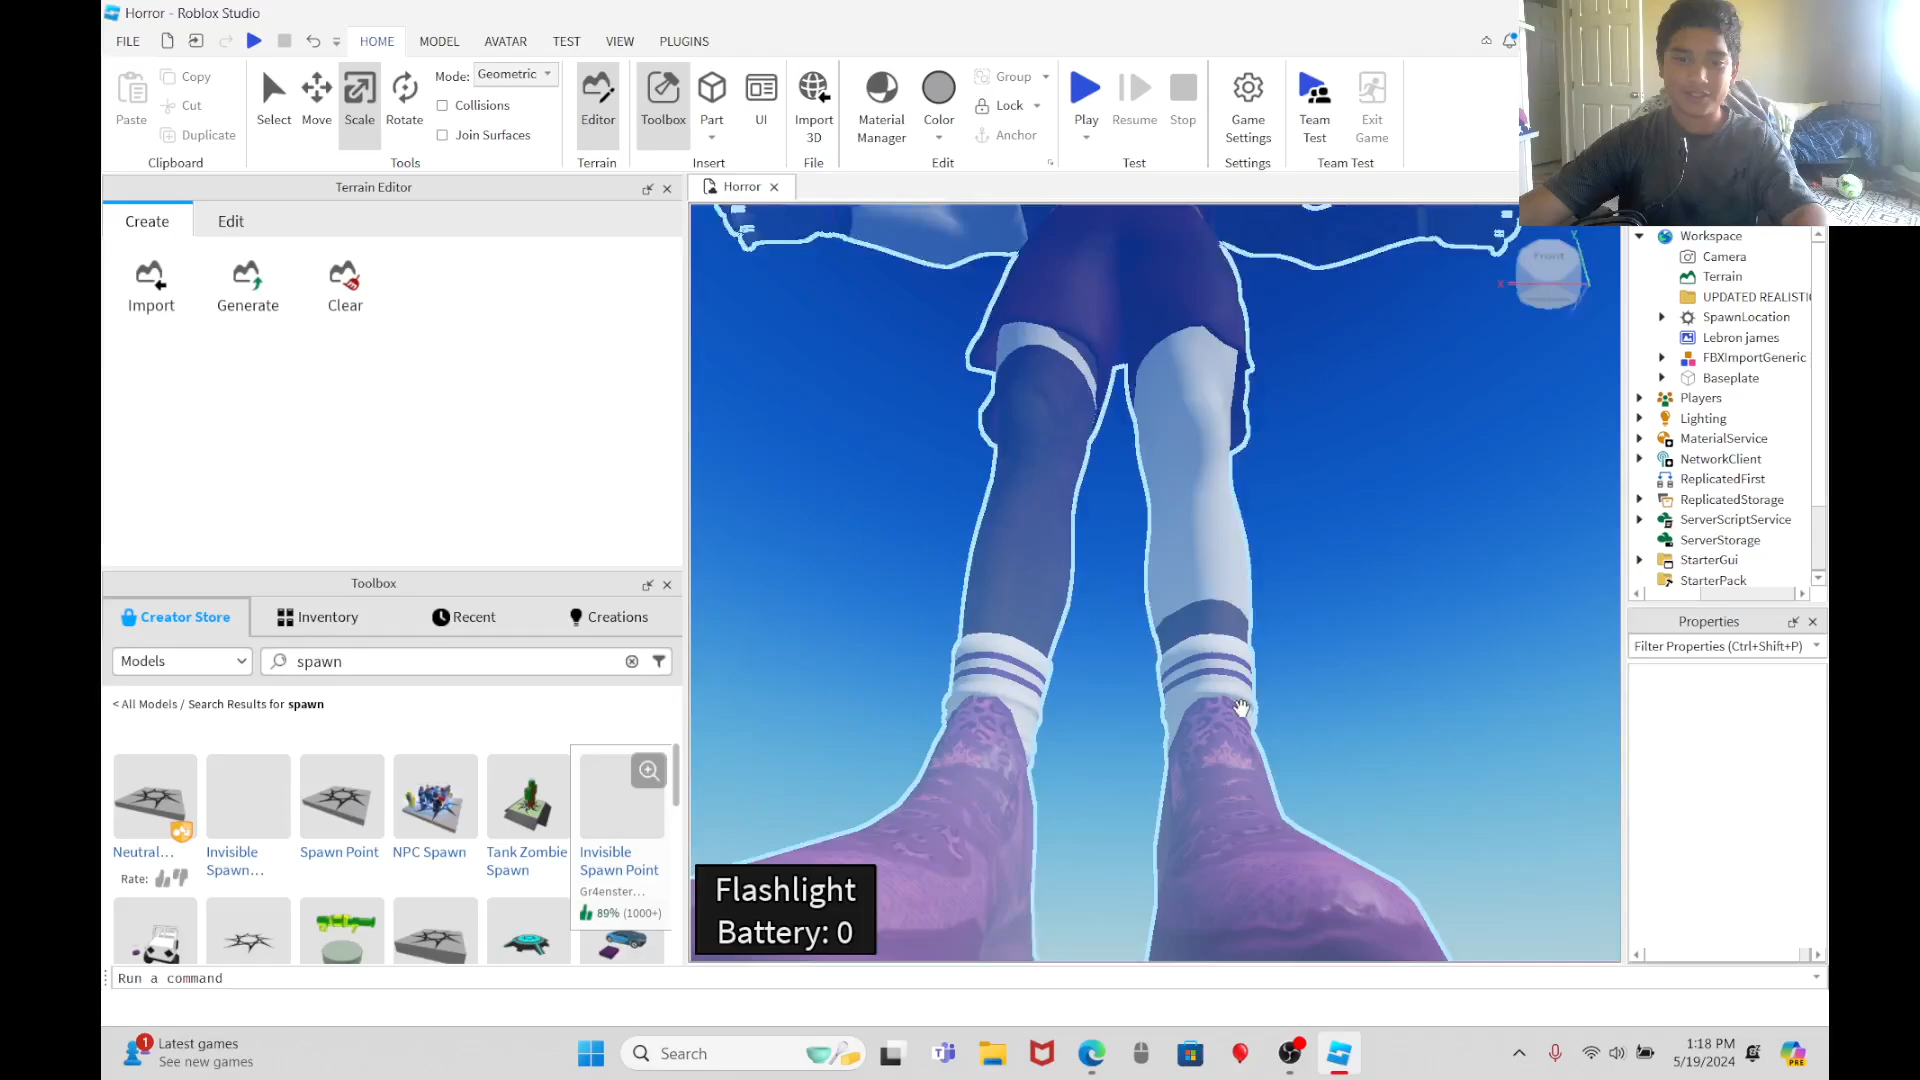 Horror - Roblox Studio
FILE
HOME
MODEL
AVATAR
TEST
VIEW
PLUGINS
Paste
Copy
Cut
Duplicate
Clipboard
Select
Move
Scale
Rotate
Mode: Geometric
Collisions
Join Surfaces
Tools
Editor
Terrain
Toolbox
Part
UI
Insert
Import 3D
File
Material Manager
Color
Group
Lock
Anchor
Edit
Play
Resume
Stop
Test
Game Settings
Settings
Team Test
Exit Game
Team Test
Terrain Editor
Create
Edit
Import
Generate
Clear
Toolbox
Creator Store
Inventory
Recent
Creations
Models
spawn
< All Models / Search Results for spawn
Neutral...
Rate:
Invisible
Spawn...
Spawn Point
NPC Spawn
Tank Zombie
Spawn
Invisible
Spawn Point
Gr4enster...
89% (1000+)
Run a command
Horror
Front
X
Y
Flashlight
Battery: 0
Workspace
Camera
Terrain
UPDATED REALISTI
SpawnLocation
Lebron james
FBXImportGeneric
Baseplate
Players
Lighting
MaterialService
NetworkClient
ReplicatedFirst
ReplicatedStorage
ServerScriptService
ServerStorage
StarterGui
StarterPack
Properties
Filter Properties (Ctrl+Shift+P)
1
Latest games
See new games
Search
1:18 PM
5/19/2024
PRE